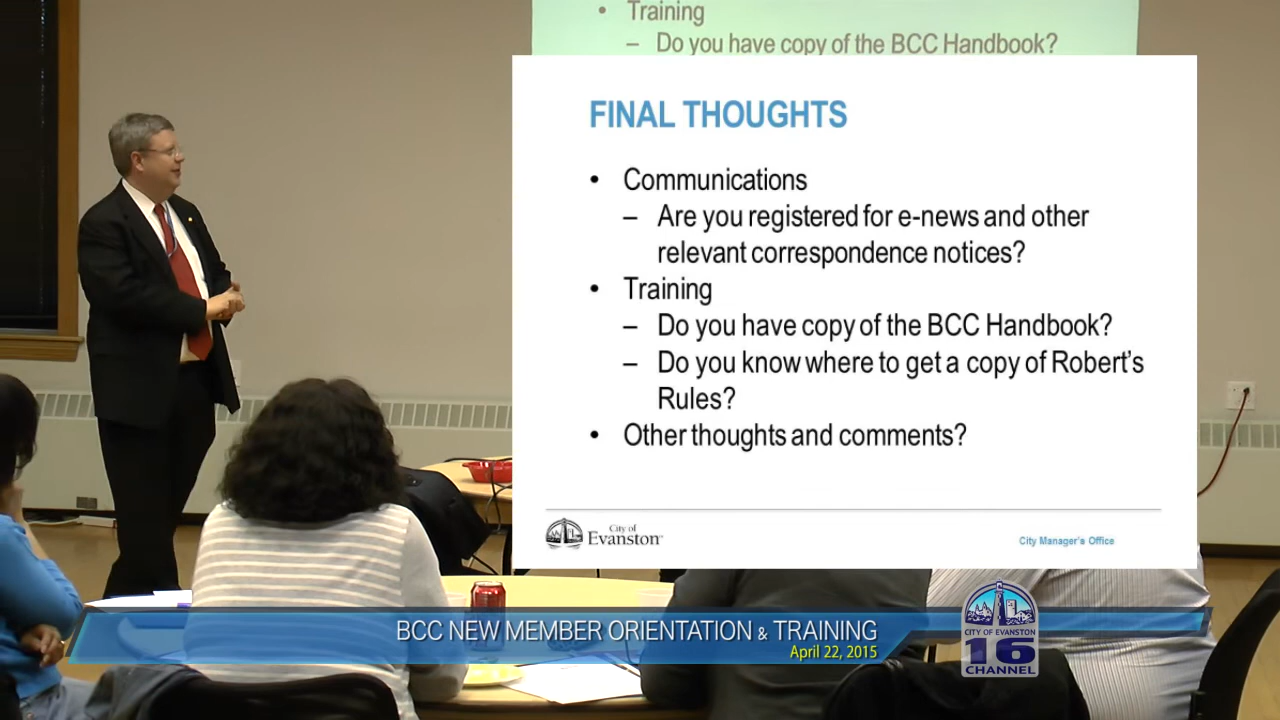 • Training
– Do you have copy of the BCC Handbook?
FINAL THOUGHTS
• Communications
– Are you registered for e-news and other
relevant correspondence notices?
• Training
– Do you have copy of the BCC Handbook?
– Do you know where to get a copy of Robert's
Rules?
• Other thoughts and comments?
City of
Evanston
City Manager's Office
BCC NEW MEMBER ORIENTATION & TRAINING
April 22, 2015
CITY OF EVANSTON
16
CHANNEL